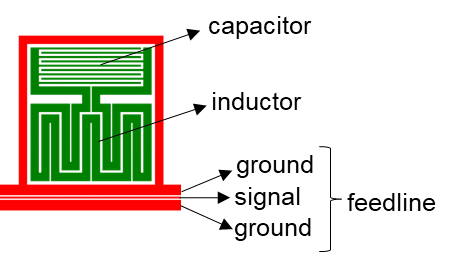 capacitor
inductor
ground
signal
ground
feedline